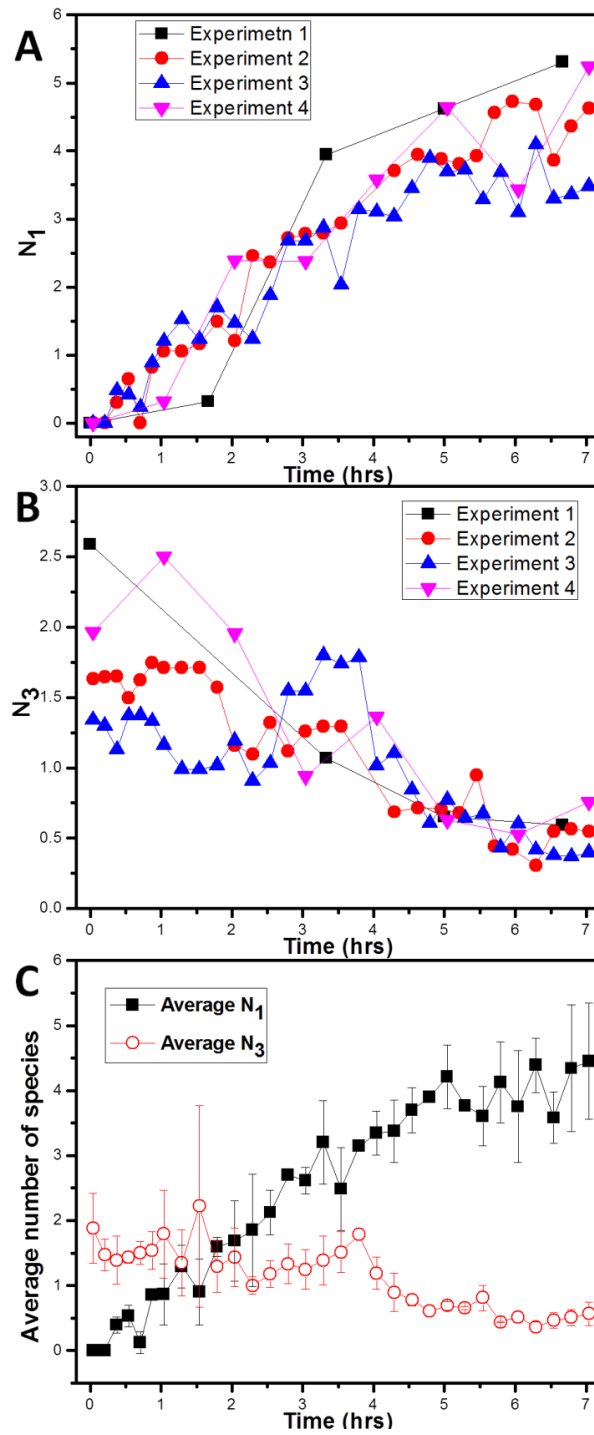 A
6
5
4
3
2
1
0
N1
Experimetn 1
Experiment 2
Experiment 3
Experiment 4
0 1 2 3 4 5 6 7
Time (hrs)
B
3.0
2.5
2.0
1.5
1.0
0.5
0.0
N3
Experiment 1
Experiment 2
Experiment 3
Experiment 4
0 1 2 3 4 5 6 7
Time (hrs)
C
6
5
4
3
2
1
0
Average number of species
Average N1
Average N3
0 1 2 3 4 5 6 7
Time (hrs)